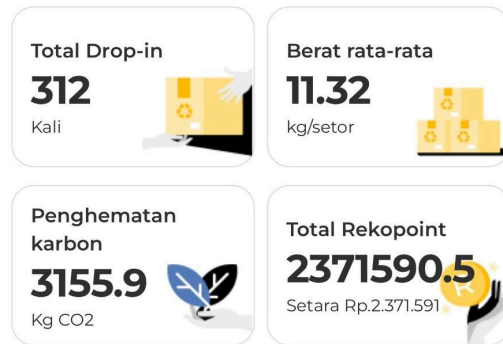 Total Drop-in
312
Kali
Berat rata-rata
11.32
kg/setor
Penghematan
karbon
3155.9
Kg CO2
Total Rekopoint
2371590.5
Setara Rp.2.371.591